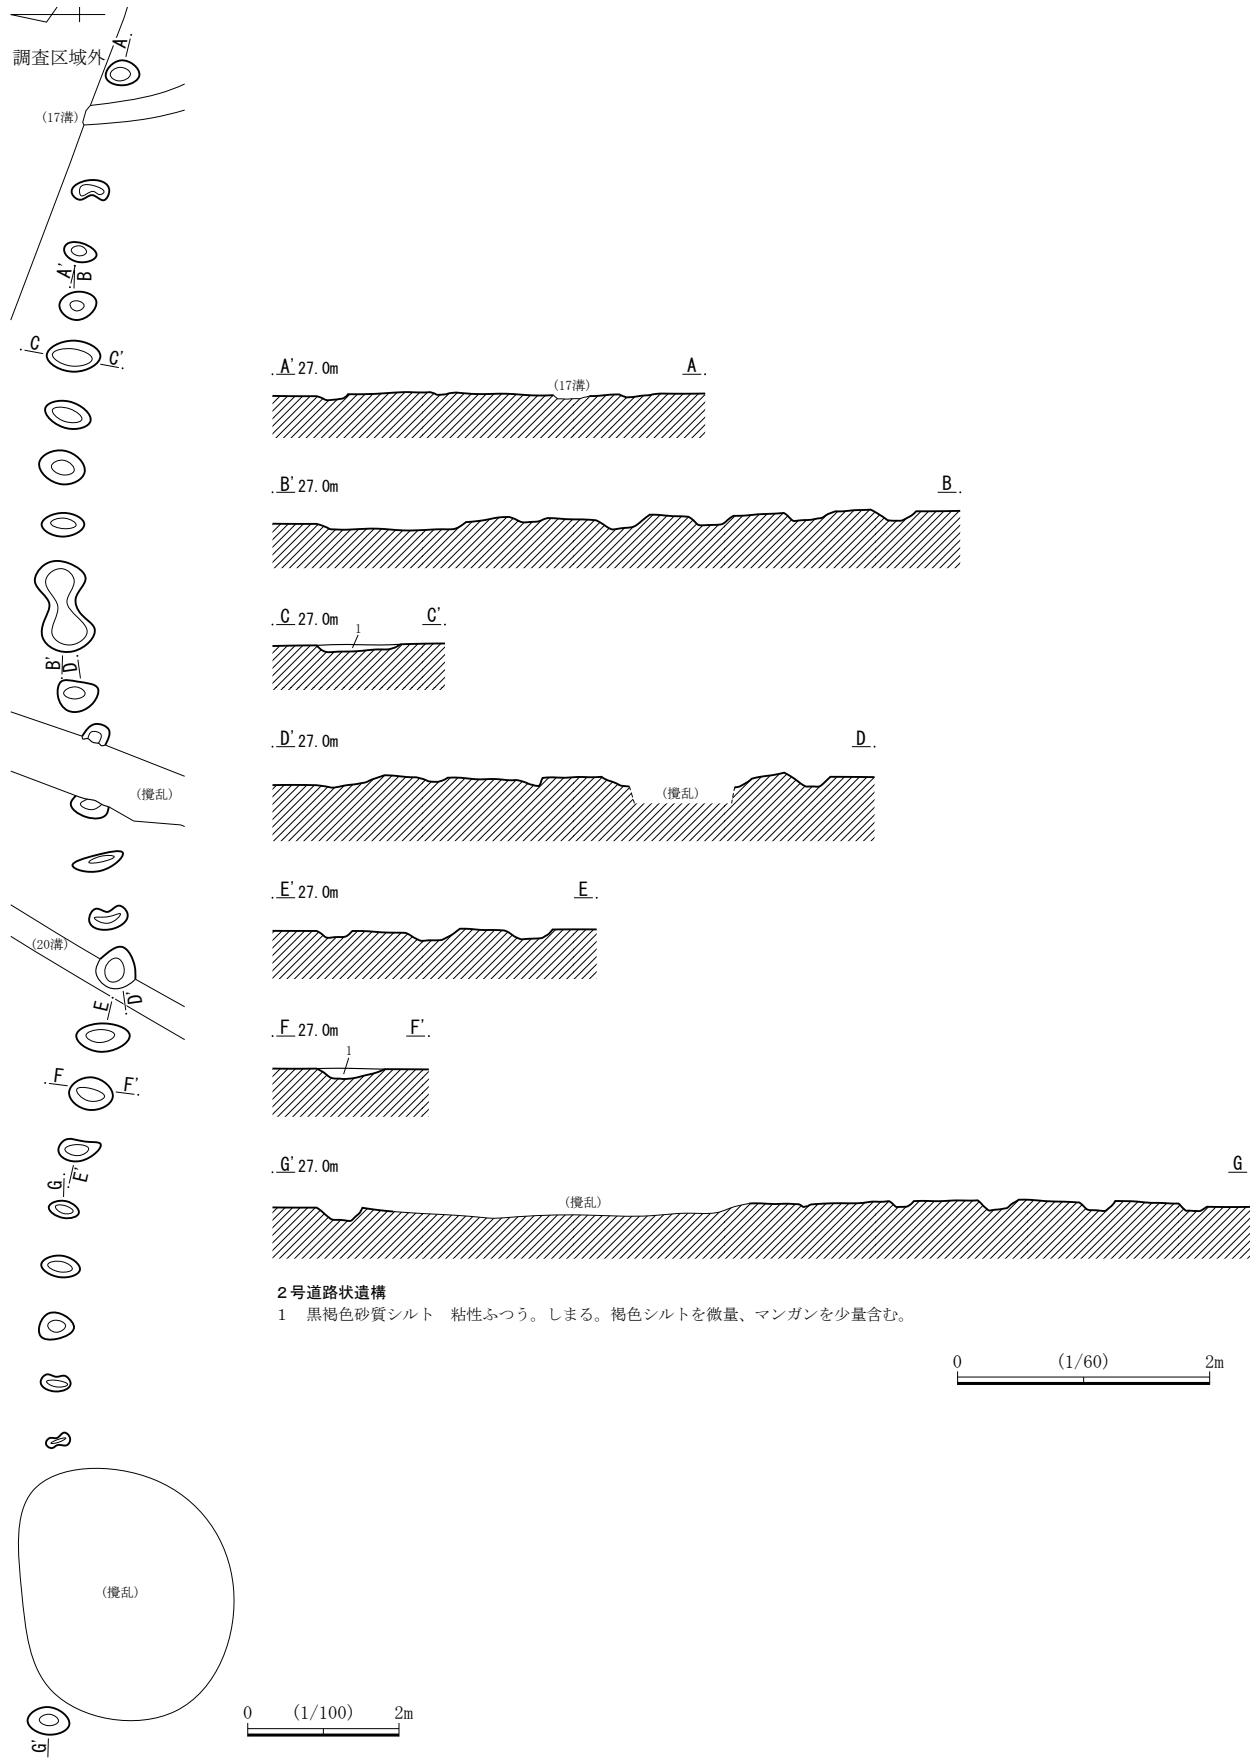 調査区域外
A
(17溝)
A'
B
C
C'
B'
D
(攪乱)
(20溝)
E
D'
F
F'
G
E'
(攪乱)
G'
A' 27.0m
A
(17溝)
B' 27.0m
B
C 27.0m
C'
1
D' 27.0m
D
(攪乱)
E' 27.0m
E
F 27.0m
F'
1
G' 27.0m
G
(攪乱)
2号道路状遺構
1 黒褐色砂質シルト 粘性ふつう。しまる。褐色シルトを微量、マンガンを少量含む。
0 (1/60) 2m
0 (1/100) 2m